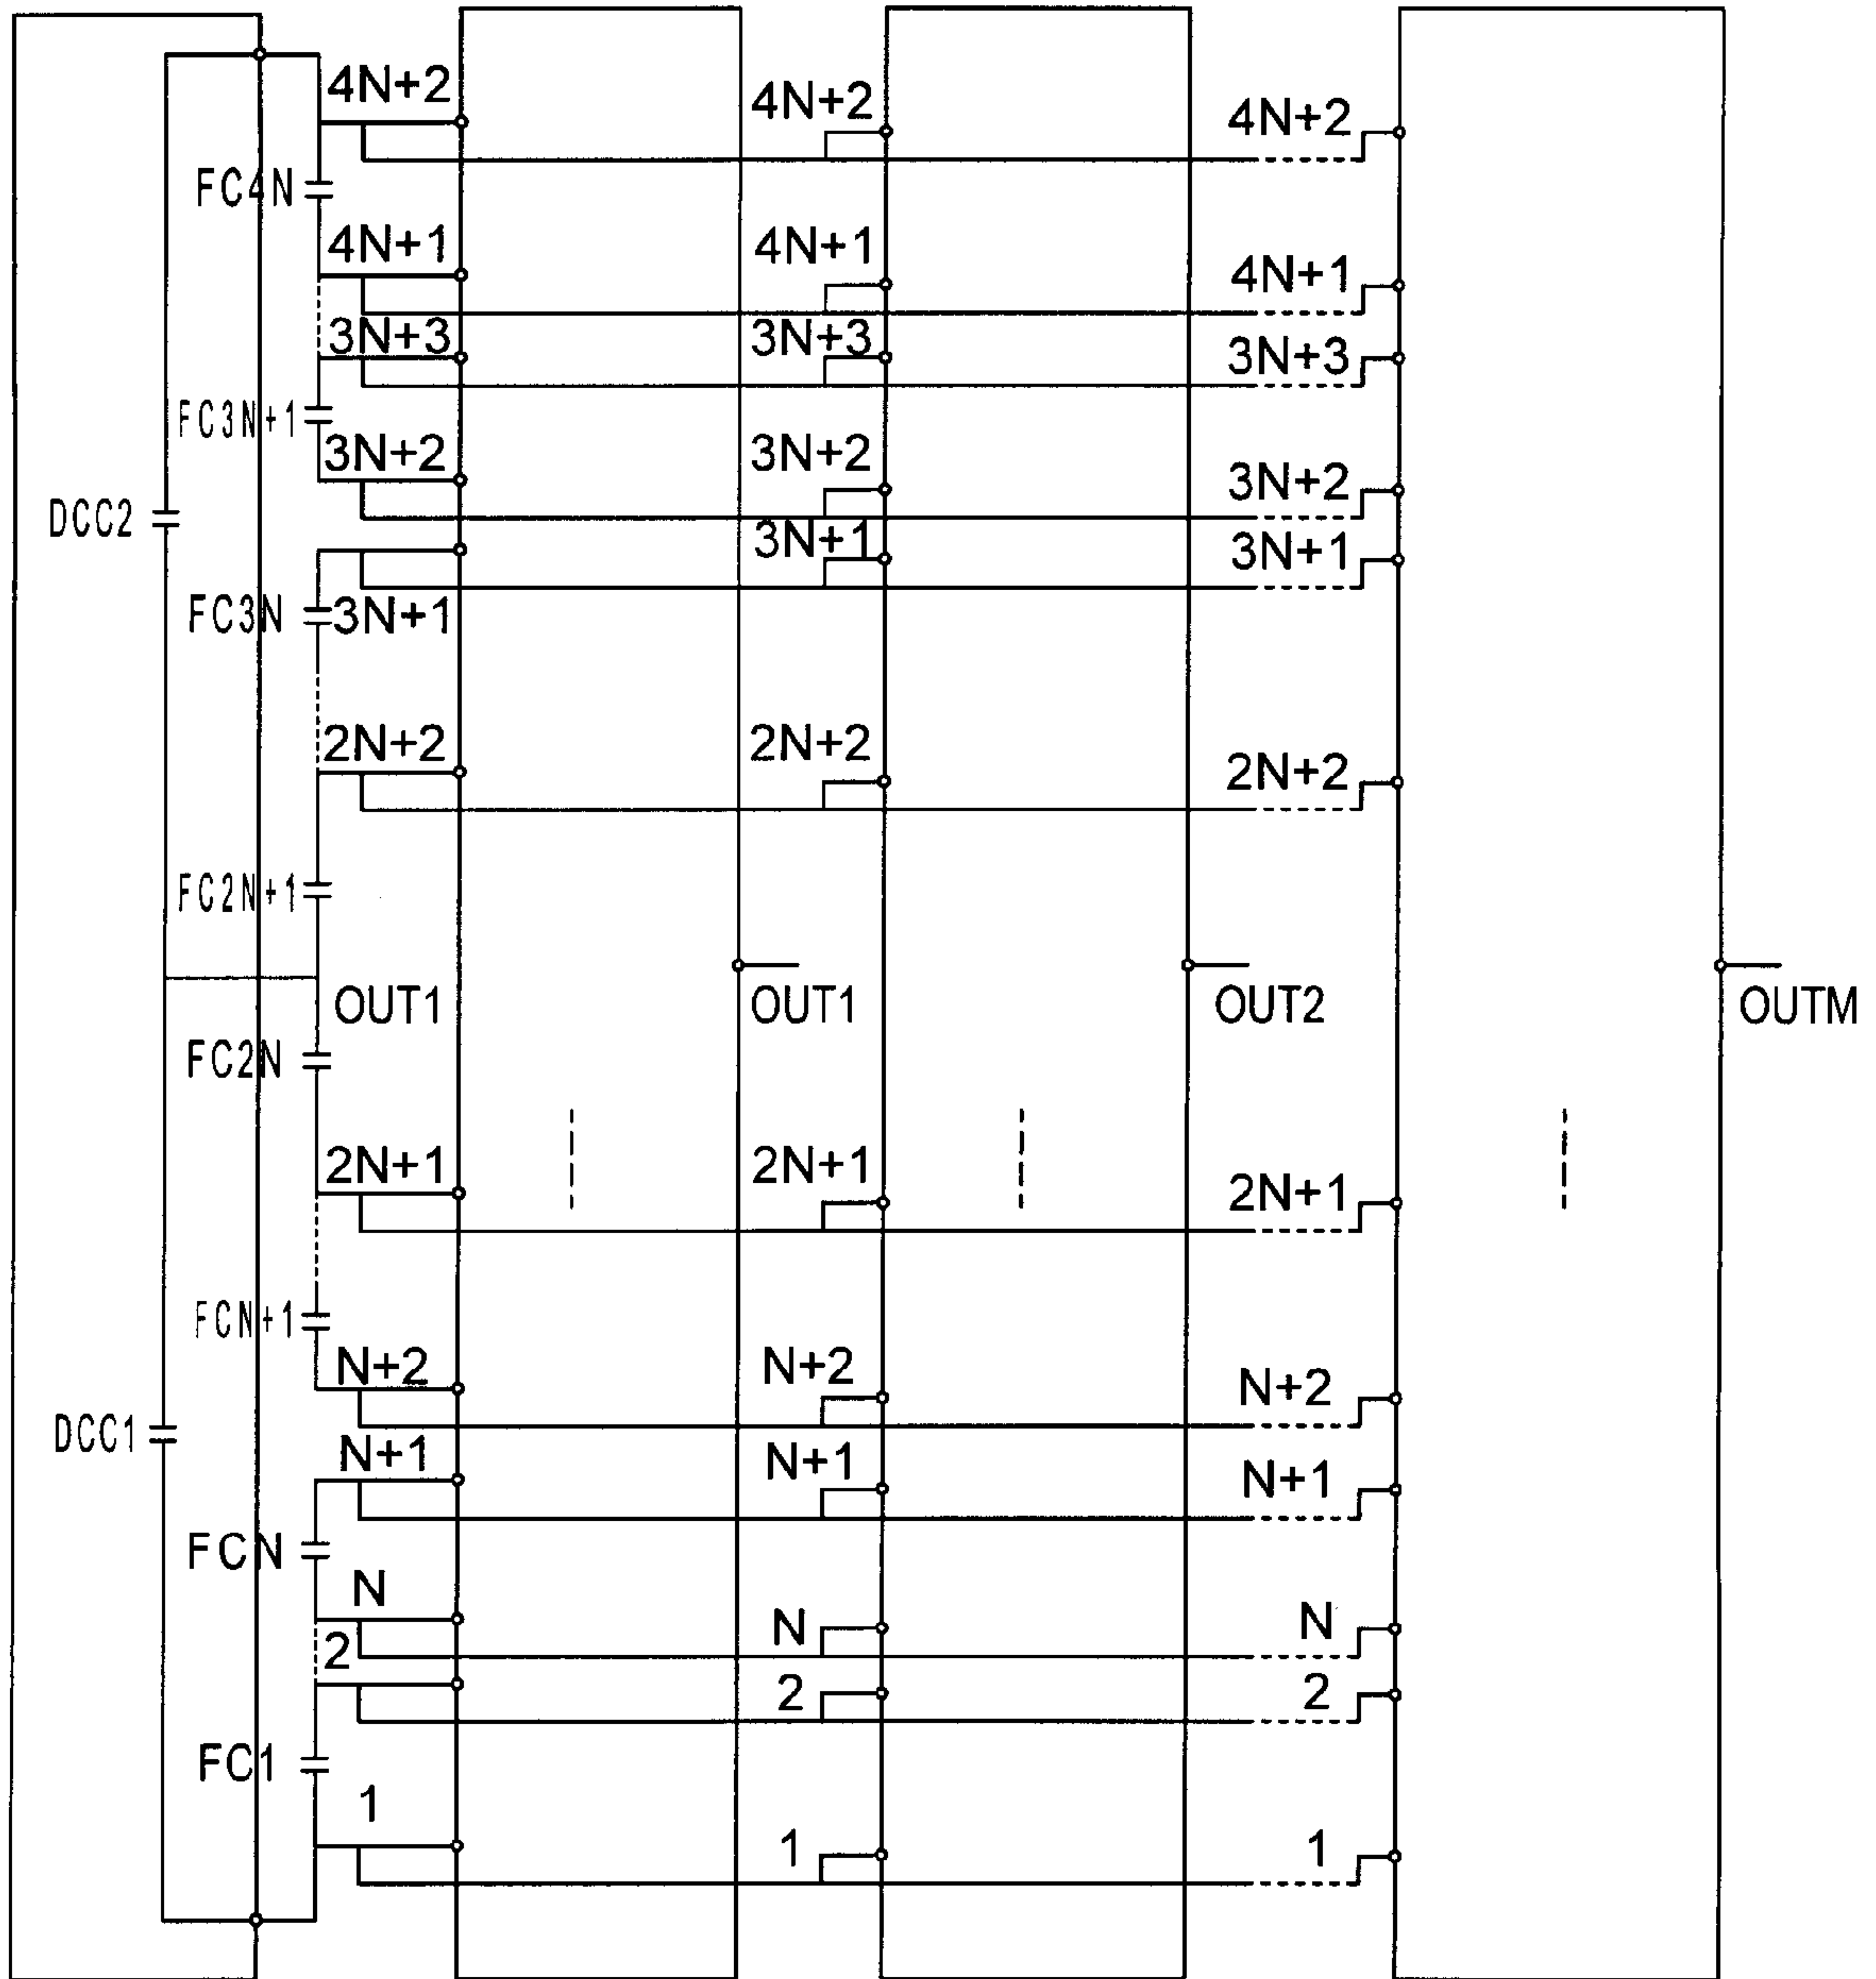 4N+2 4N+2 4N+2
FC4N
4N+1 4N+1 4N+1
3N+3 3N+3 3N+3
FC3N+1
3N+2 3N+2 3N+2
DCC2
3N+1 3N+1
FC3N 3N+1
2N+2 2N+2 2N+2
FC2N+1
OUT1 OUT1 OUT2 OUTM
FC2N
2N+1 2N+1 2N+1
FCN+1
N+2 N+2 N+2
DCC1
N+1 N+1 N+1
FCN
N N N
2 2 2
FC1
1 1 1